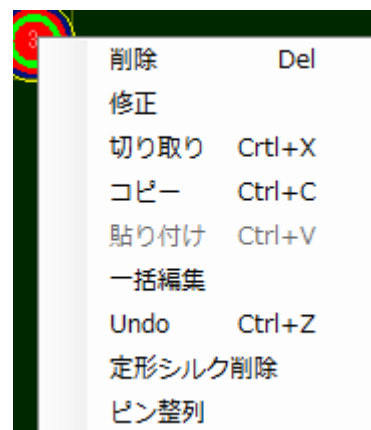 3
削除 Del
修正
切り取り Crtl+X
コピー Ctrl+C
貼り付け Ctrl+V
一括編集
Undo Ctrl+Z
定形シルク削除
ピン整列